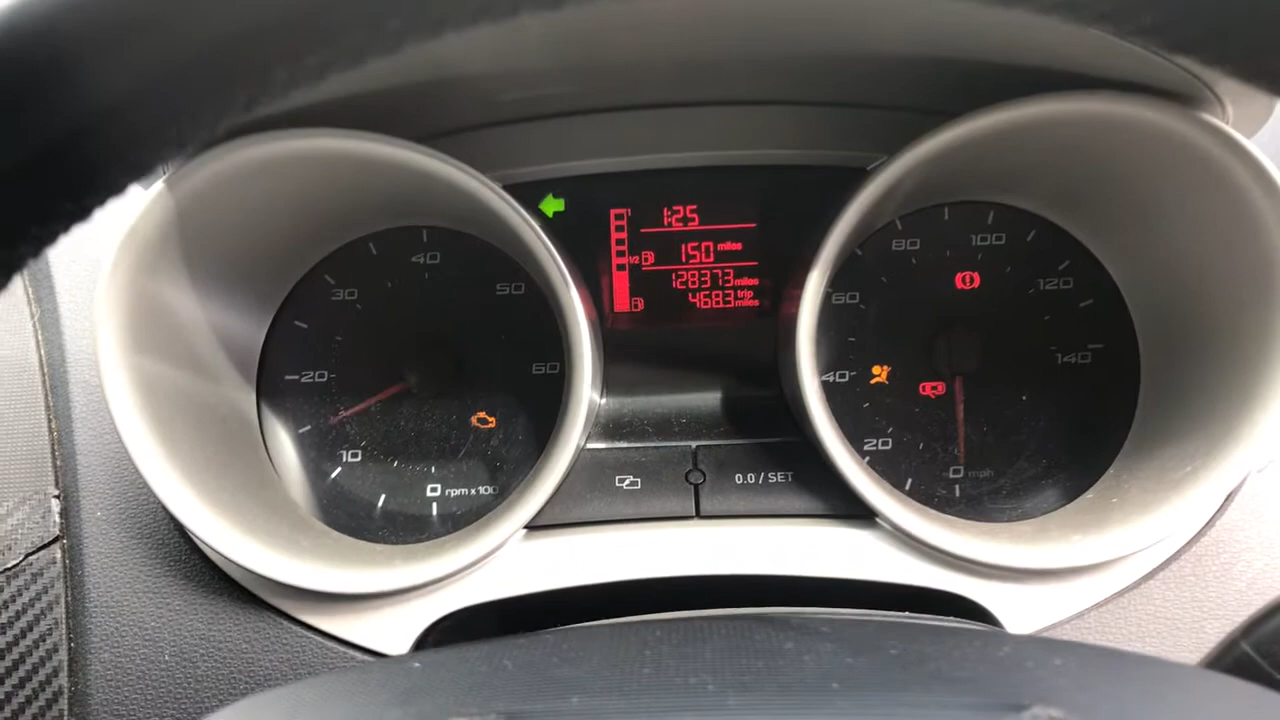 10
20
30
40
50
60
0 rpm x 100
1:25
1
1/2
150 miles
128373 miles
468.3 trip miles
0.0 / SET
0 mph
20
40
60
80
100
120
140